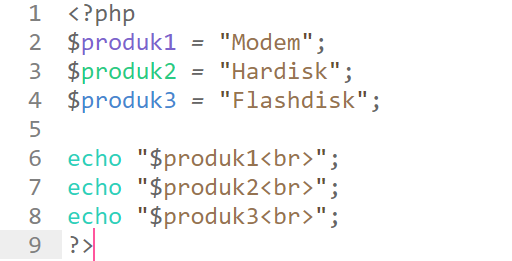 1 <?php
2 $produk1 = "Modem";
3 $produk2 = "Hardisk";
4 $produk3 = "Flashdisk";
5
6 echo "$produk1<br>";
7 echo "$produk2<br>";
8 echo "$produk3<br>";
9 ?>